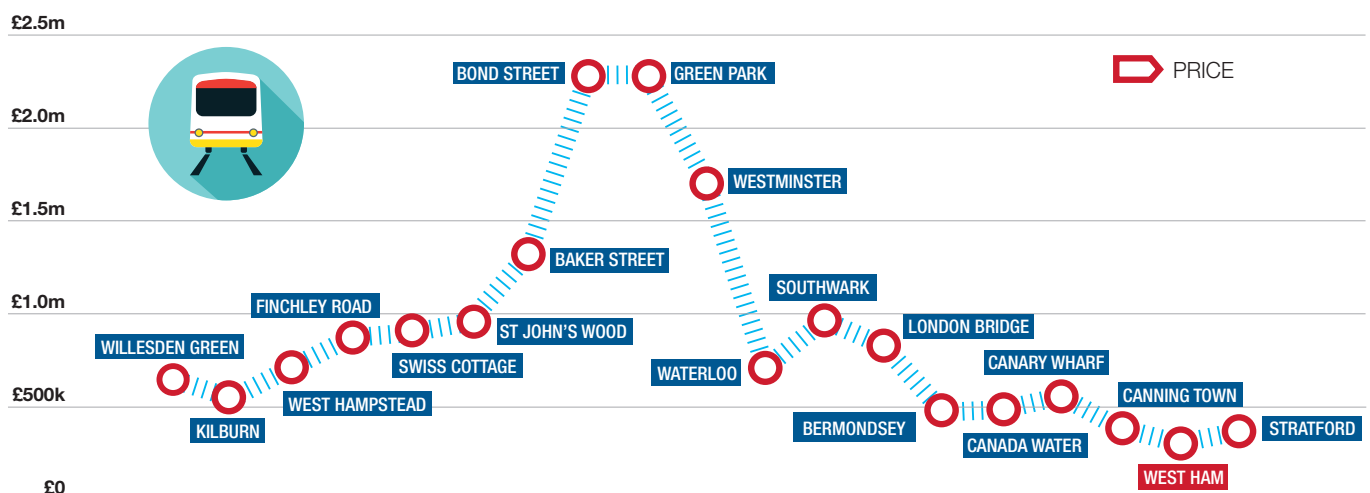 £2.5m
BOND STREET
GREEN PARK
PRICE
£2.0m
WESTMINSTER
£1.5m
BAKER STREET
SOUTHWARK
£1.0m
FINCHLEY ROAD
ST JOHN'S WOOD
LONDON BRIDGE
WILLESDEN GREEN
SWISS COTTAGE
WATERLOO
CANARY WHARF
£500k
WEST HAMPSTEAD
CANNING TOWN
KILBURN
BERMONDSEY
STRATFORD
CANADA WATER
WEST HAM
£0